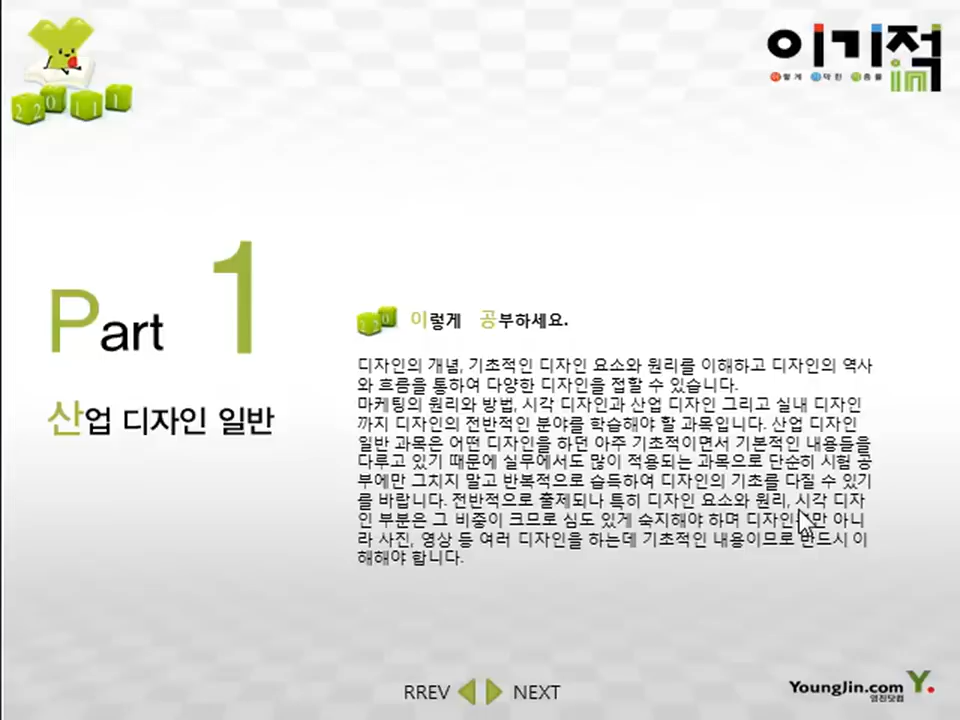 2 2 0 1 1 1
이기적in
이렇게 기막힌 적중률
Part 1
산업 디자인 일반
이렇게 공부하세요.
디자인의 개념, 기초적인 디자인 요소와 원리를 이해하고 디자인의 역사
와 흐름을 통하여 다양한 디자인을 접할 수 있습니다.
마케팅의 원리와 방법, 시각 디자인과 산업 디자인 그리고 실내 디자인
까지 디자인의 전반적인 분야를 학습해야 할 과목입니다. 산업 디자인
일반 과목은 어떤 디자인을 하던 아주 기초적이면서 기본적인 내용들을
다루고 있기 때문에 실무에서도 많이 적용되는 과목으로 단순히 시험 공
부에만 그치지 말고 반복적으로 습득하여 디자인의 기초를 다질 수 있기
를 바랍니다. 전반적으로 출제되나 특히 디자인 요소와 원리, 시각 디자
인 부분은 그 비중이 크므로 심도 있게 숙지해야 하며 디자인 만 아니
라 사진, 영상 등 여러 디자인을 하는데 기초적인 내용이므로 반드시 이
해해야 합니다.
RREV NEXT
YoungJin.com Y.
영진닷컴